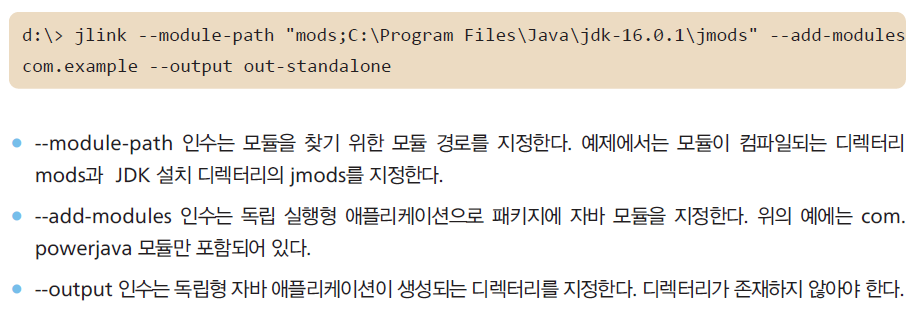 d:\> jlink --module-path "mods;C:\Program Files\Java\jdk-16.0.1\jmods" --add-modules
com.example --output out-standalone
• --module-path 인수는 모듈을 찾기 위한 모듈 경로를 지정한다. 예제에서는 모듈이 컴파일되는 디렉터리
mods과 JDK 설치 디렉터리의 jmods를 지정한다.
• --add-modules 인수는 독립 실행형 애플리케이션으로 패키지에 자바 모듈을 지정한다. 위의 예에는 com.
powerjava 모듈만 포함되어 있다.
• --output 인수는 독립형 자바 애플리케이션이 생성되는 디렉터리를 지정한다. 디렉터리가 존재하지 않아야 한다.